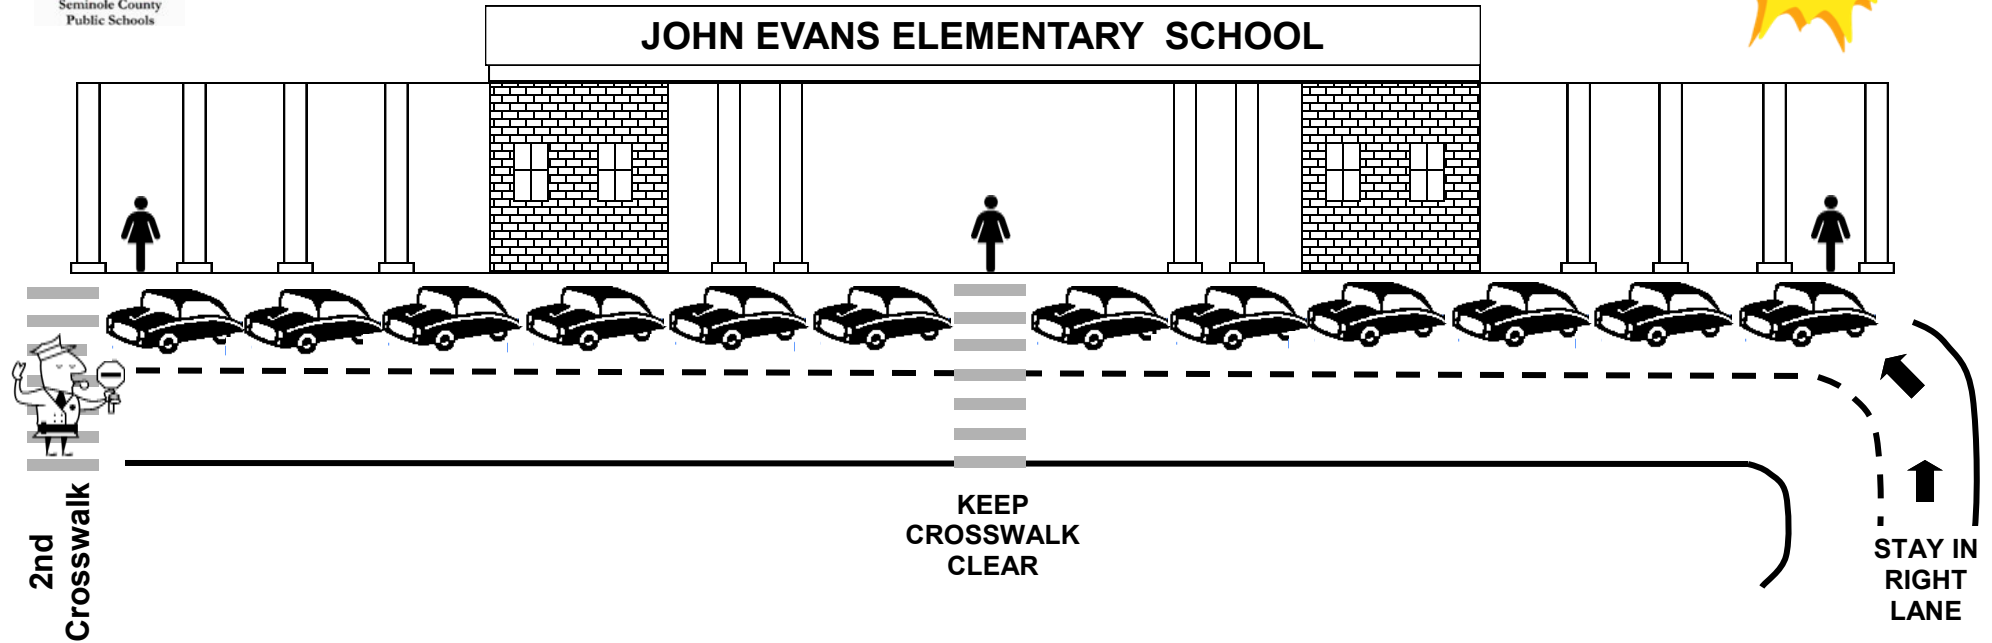 Seminole County
Public Schools
JOHN EVANS ELEMENTARY SCHOOL
KEEP
CROSSWALK
CLEAR
2nd
Crosswalk
STAY IN
RIGHT
LANE